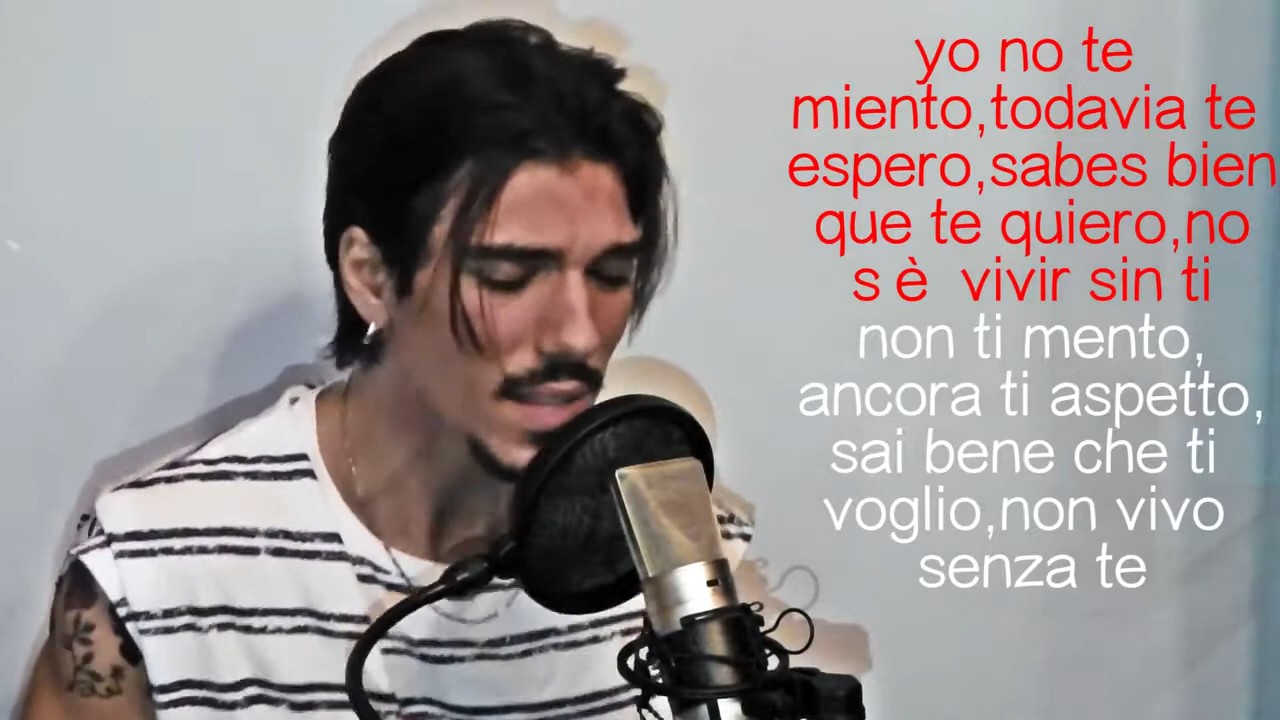 yo no te
miento,todavia te
espero,sabes bien
que te quiero,no
s è  vivir sin ti
non ti mento,
ancora ti aspetto,
sai bene che ti
voglio,non vivo
senza te